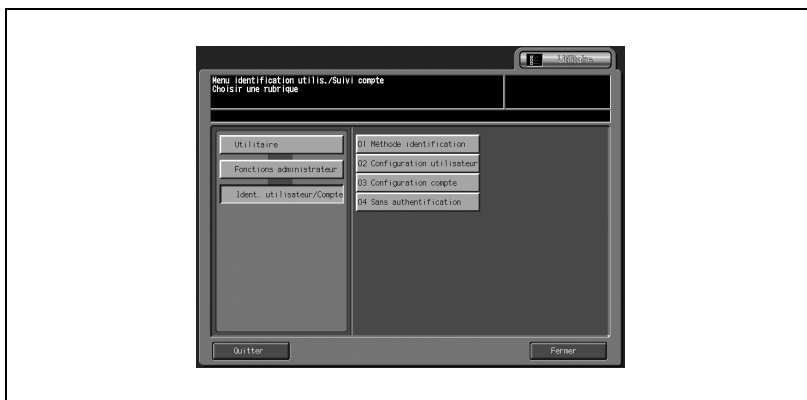 Utilitaire
Menu identification utilis./Suivi compte
Choisir une rubrique
Utilitaire
Fonctions administrateur
Ident. utilisateur/Compte
01 Méthode identification
02 Configuration utilisateur
03 Configuration compte
04 Sans authentification
Quitter
Fermer